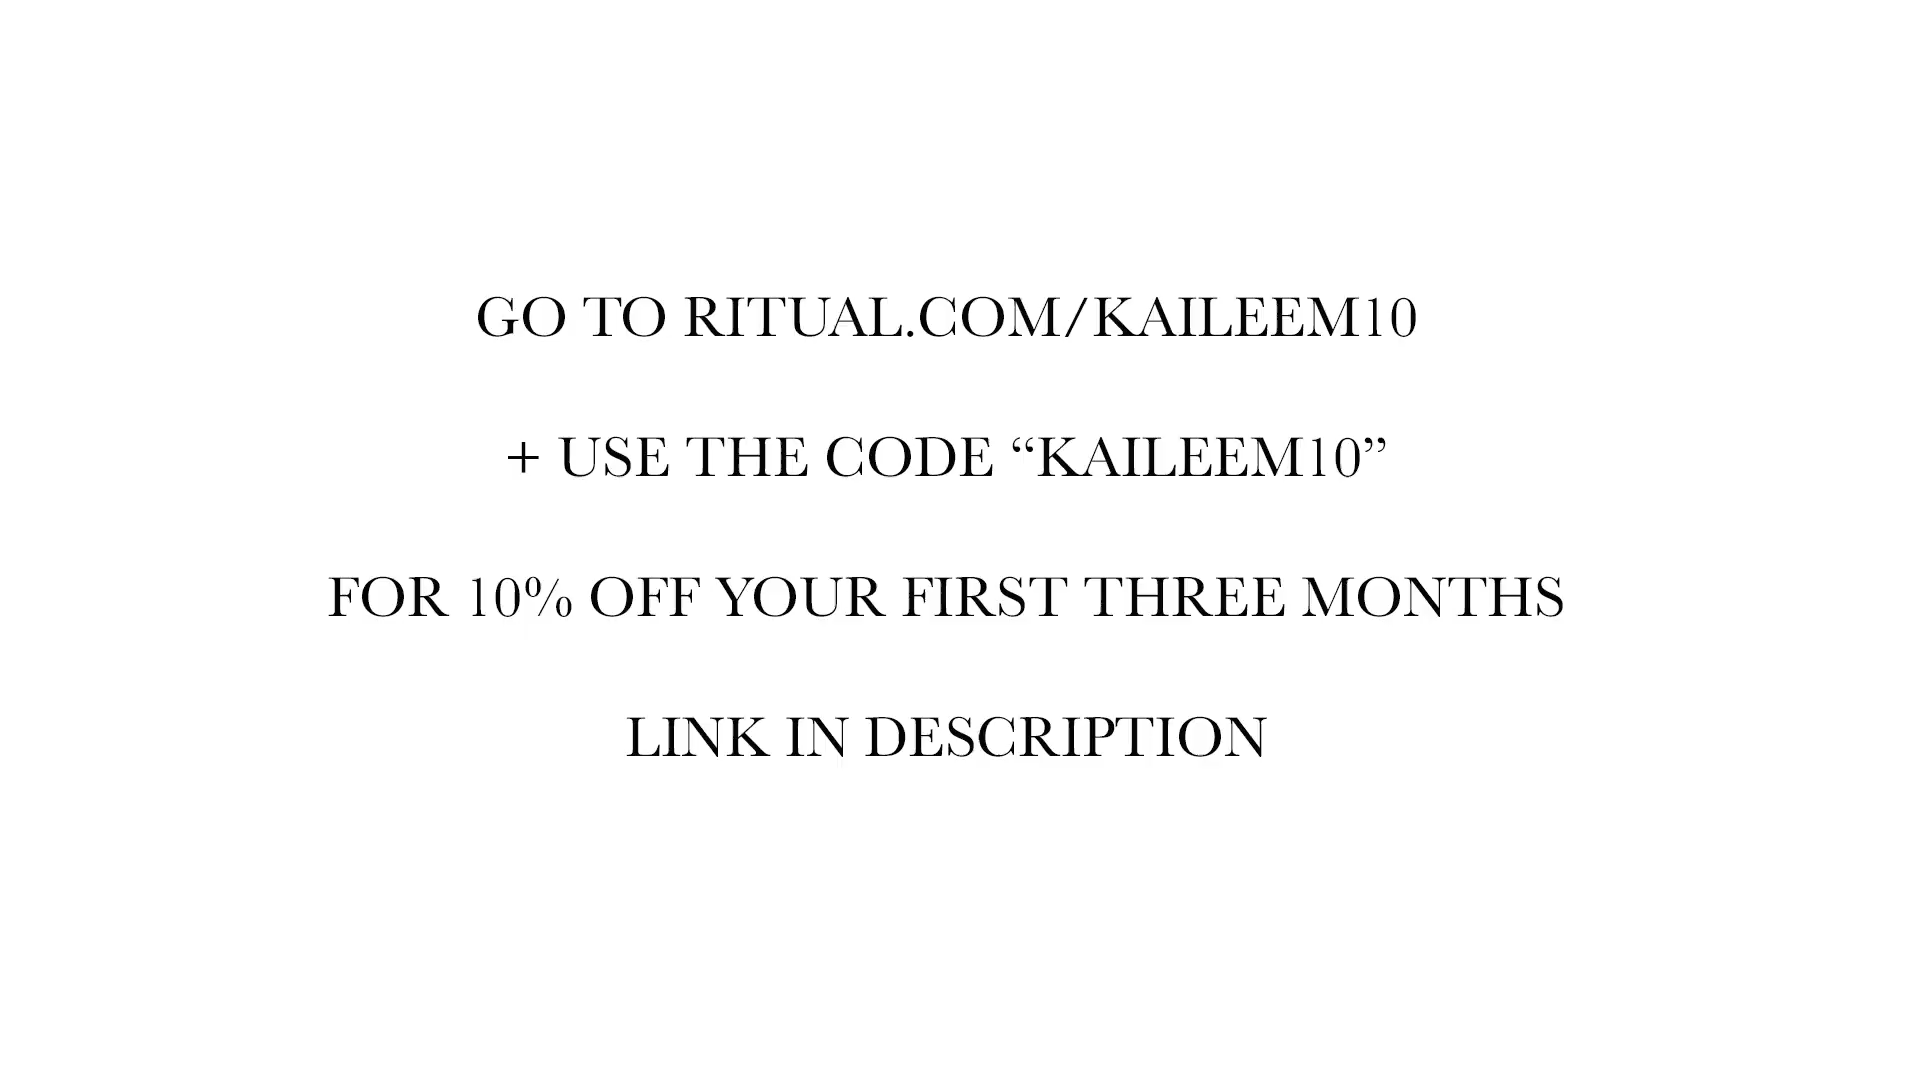 GO TO RITUAL.COM/KAILEEM10
+ USE THE CODE “KAILEEM10”
FOR 10% OFF YOUR FIRST THREE MONTHS
LINK IN DESCRIPTION